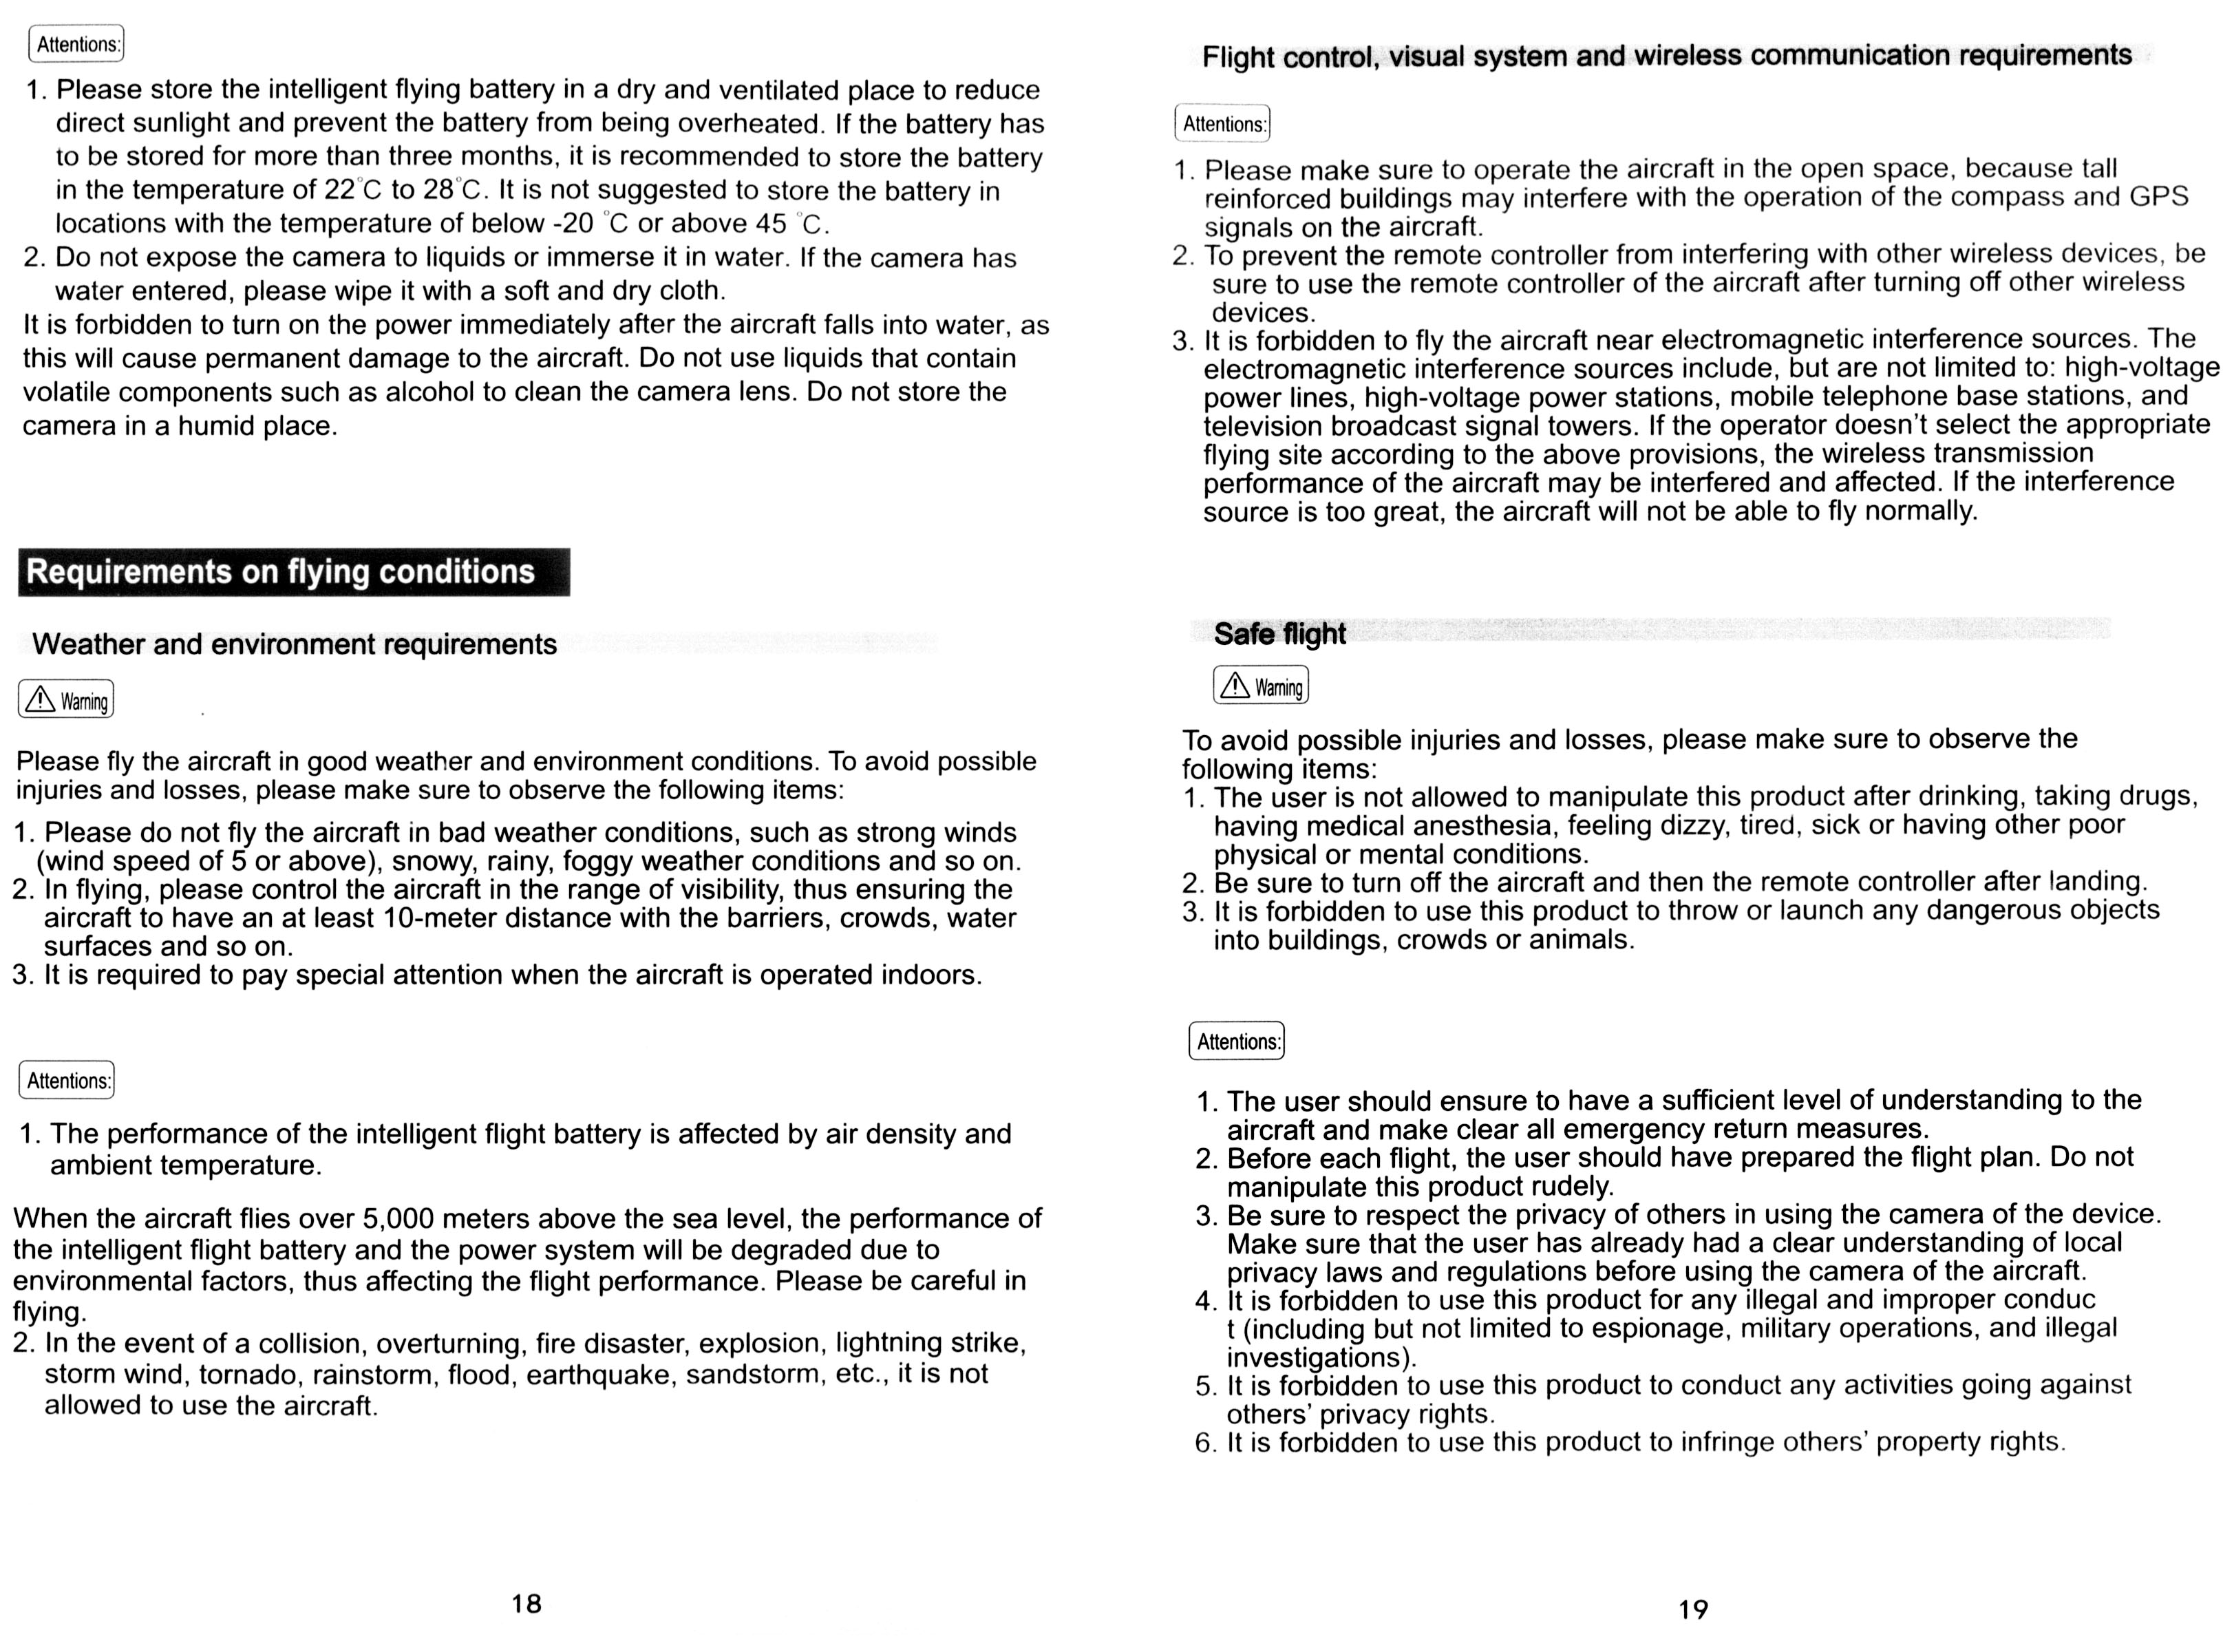 Attentions:
1. Please store the intelligent flying battery in a dry and ventilated place to reduce
direct sunlight and prevent the battery from being overheated. If the battery has
to be stored for more than three months, it is recommended to store the battery
in the temperature of 22°C to 28°C. It is not suggested to store the battery in
locations with the temperature of below -20 °C or above 45 °C.
2. Do not expose the camera to liquids or immerse it in water. If the camera has
water entered, please wipe it with a soft and dry cloth.
It is forbidden to turn on the power immediately after the aircraft falls into water, as
this will cause permanent damage to the aircraft. Do not use liquids that contain
volatile components such as alcohol to clean the camera lens. Do not store the
camera in a humid place.
Requirements on flying conditions
Weather and environment requirements
Warning
Please fly the aircraft in good weather and environment conditions. To avoid possible
injuries and losses, please make sure to observe the following items:
1. Please do not fly the aircraft in bad weather conditions, such as strong winds
(wind speed of 5 or above), snowy, rainy, foggy weather conditions and so on.
2. In flying, please control the aircraft in the range of visibility, thus ensuring the
aircraft to have an at least 10-meter distance with the barriers, crowds, water
surfaces and so on.
3. It is required to pay special attention when the aircraft is operated indoors.
Attentions:
1. The performance of the intelligent flight battery is affected by air density and
ambient temperature.
When the aircraft flies over 5,000 meters above the sea level, the performance of
the intelligent flight battery and the power system will be degraded due to
environmental factors, thus affecting the flight performance. Please be careful in
flying.
2. In the event of a collision, overturning, fire disaster, explosion, lightning strike,
storm wind, tornado, rainstorm, flood, earthquake, sandstorm, etc., it is not
allowed to use the aircraft.
18
Flight control, visual system and wireless communication requirements
Attentions:
1. Please make sure to operate the aircraft in the open space, because tall
reinforced buildings may interfere with the operation of the compass and GPS
signals on the aircraft.
2. To prevent the remote controller from interfering with other wireless devices, be
sure to use the remote controller of the aircraft after turning off other wireless
devices.
3. It is forbidden to fly the aircraft near electromagnetic interference sources. The
electromagnetic interference sources include, but are not limited to: high-voltage
power lines, high-voltage power stations, mobile telephone base stations, and
television broadcast signal towers. If the operator doesn't select the appropriate
flying site according to the above provisions, the wireless transmission
performance of the aircraft may be interfered and affected. If the interference
source is too great, the aircraft will not be able to fly normally.
Safe flight
Warning
To avoid possible injuries and losses, please make sure to observe the
following items:
1. The user is not allowed to manipulate this product after drinking, taking drugs,
having medical anesthesia, feeling dizzy, tired, sick or having other poor
physical or mental conditions.
2. Be sure to turn off the aircraft and then the remote controller after landing.
3. It is forbidden to use this product to throw or launch any dangerous objects
into buildings, crowds or animals.
Attentions:
1. The user should ensure to have a sufficient level of understanding to the
aircraft and make clear all emergency return measures.
2. Before each flight, the user should have prepared the flight plan. Do not
manipulate this product rudely.
3. Be sure to respect the privacy of others in using the camera of the device.
Make sure that the user has already had a clear understanding of local
privacy laws and regulations before using the camera of the aircraft.
4. It is forbidden to use this product for any illegal and improper conduc
t (including but not limited to espionage, military operations, and illegal
investigations).
5. It is forbidden to use this product to conduct any activities going against
others' privacy rights.
6. It is forbidden to use this product to infringe others' property rights.
19